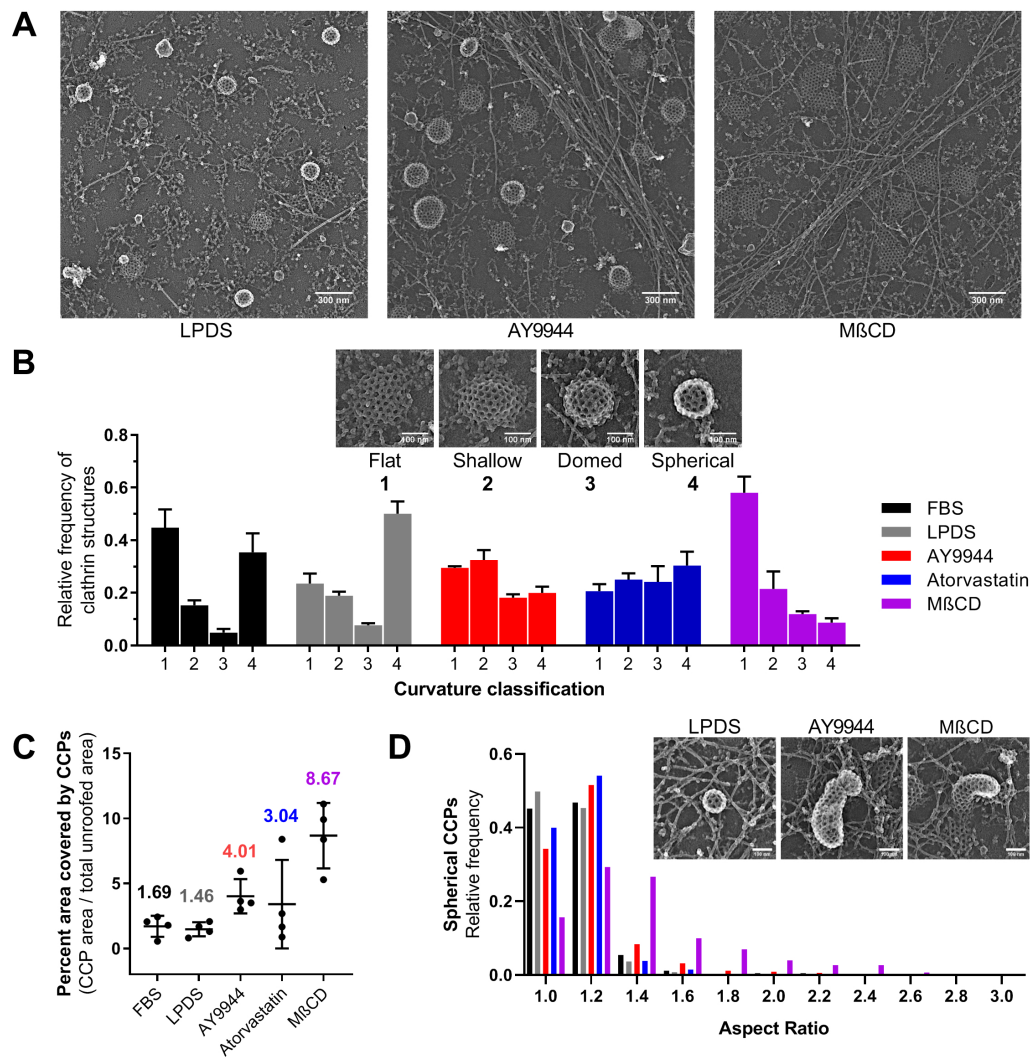 A
300 nm
300 nm
300 nm
LPDS
AY9944
MßCD
B
100 nm
100 nm
100 nm
100 nm
Flat
Shallow
Domed
Spherical
1
2
3
4
Relative frequency of
clathrin structures
0.8
0.6
0.4
0.2
0.0
1 2 3 4
1 2 3 4
1 2 3 4
1 2 3 4
1 2 3 4
Curvature classification
FBS
LPDS
AY9944
Atorvastatin
MßCD
C
Percent area covered by CCPs
(CCP area / total unroofed area)
15
10
5
0
1.69
1.46
4.01
3.04
8.67
FBS
LPDS
AY9944
Atorvastatin
MßCD
D
LPDS
AY9944
MßCD
100 nm
100 nm
100 nm
Spherical CCPs
Relative frequency
0.6
0.4
0.2
0.0
1.0 1.2 1.4 1.6 1.8 2.0 2.2 2.4 2.6 2.8 3.0
Aspect Ratio